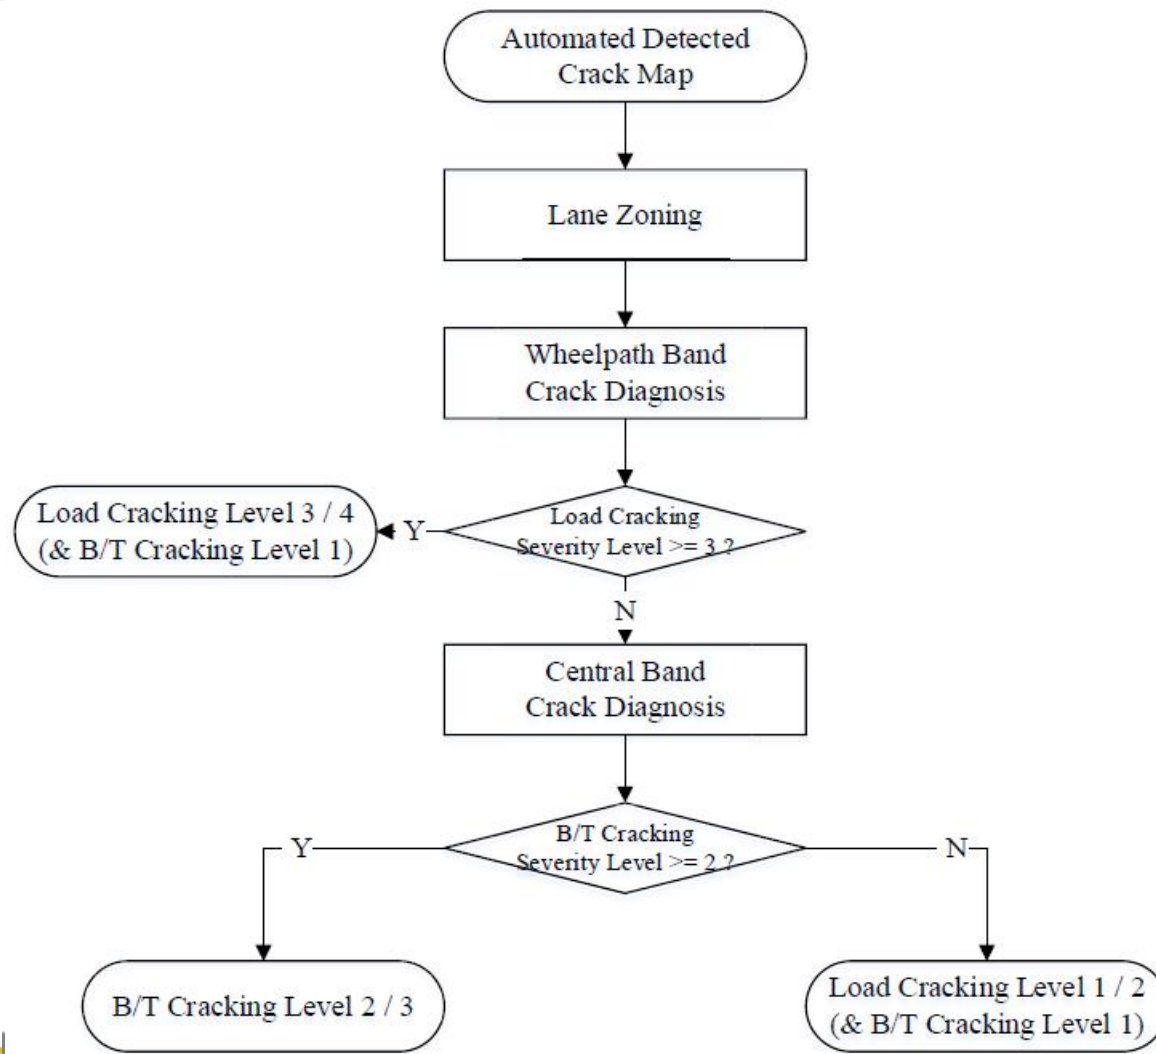 Automated Detected
Crack Map
Lane Zoning
Wheelpath Band
Crack Diagnosis
Load Cracking Level 3 / 4
(& B/T Cracking Level 1)
Y
Load Cracking
Severity Level >= 3 ?
N
Central Band
Crack Diagnosis
Y
B/T Cracking
Severity Level >= 2 ?
N
B/T Cracking Level 2 / 3
Load Cracking Level 1 / 2
(& B/T Cracking Level 1)